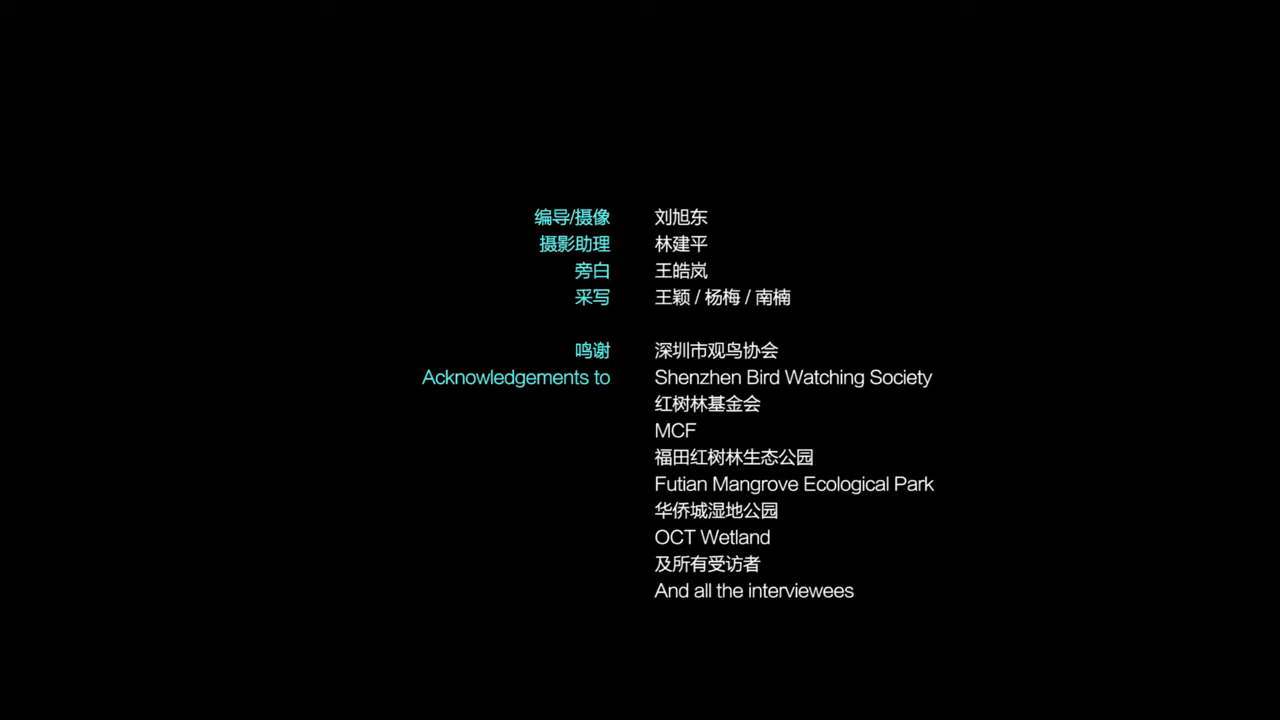 编导/摄像 刘旭东
摄影助理 林建平
旁白 王皓岚
采写 王颖 / 杨梅 / 南楠
鸣谢 深圳市观鸟协会
Acknowledgements to Shenzhen Bird Watching Society
红树林基金会
MCF
福田红树林生态公园
Futian Mangrove Ecological Park
华侨城湿地公园
OCT Wetland
及所有受访者
And all the interviewees